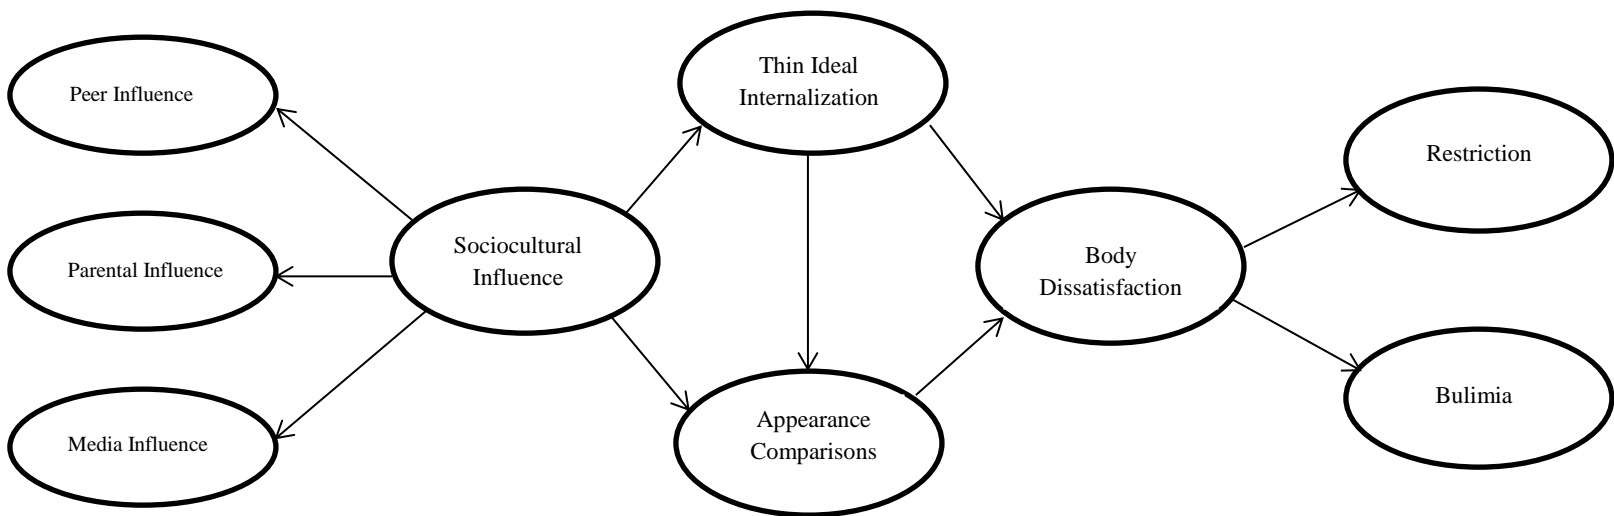 Peer Influence
Parental Influence
Media Influence
Sociocultural
Influence
Thin Ideal
Internalization
Appearance
Comparisons
Body
Dissatisfaction
Restriction
Bulimia